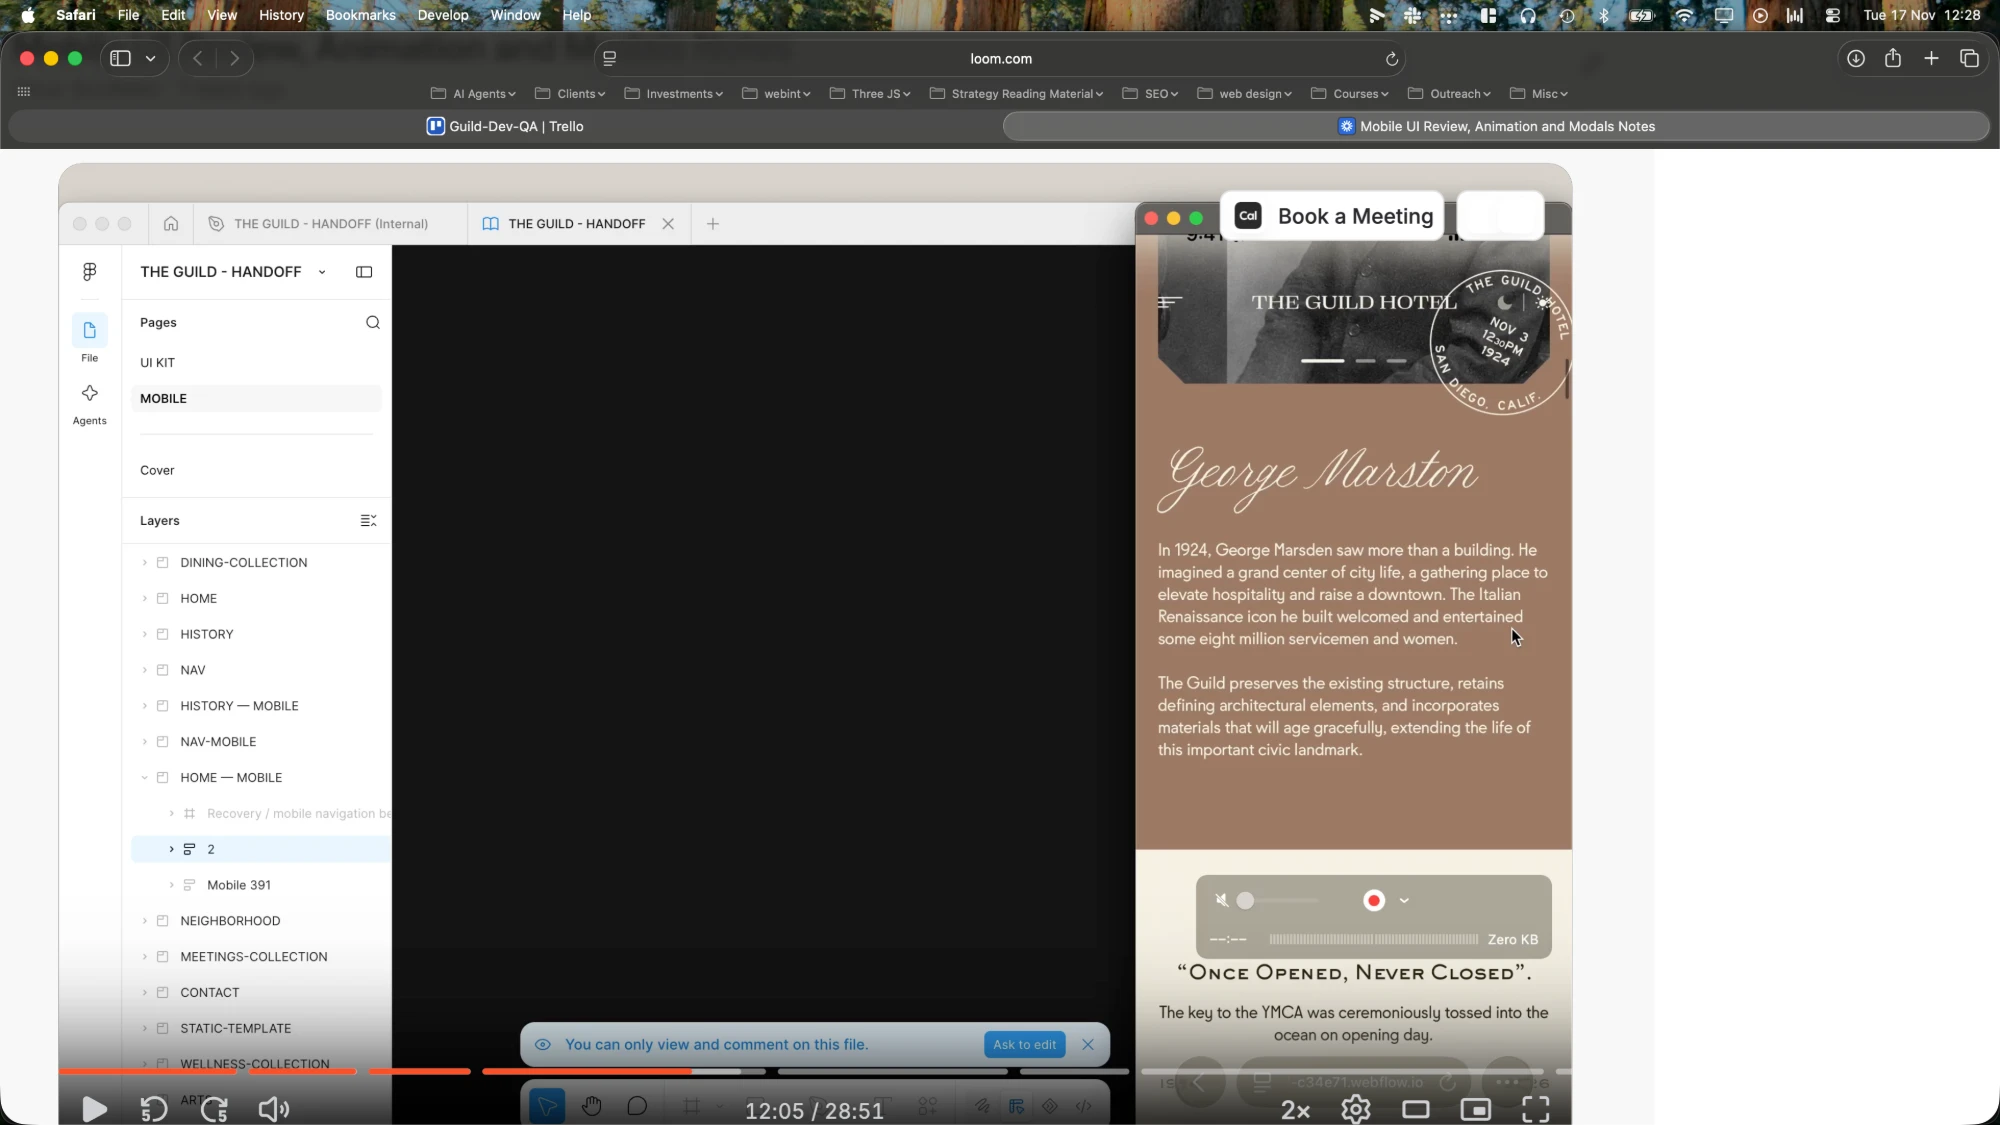 Safari File Edit View History Bookmarks Develop Window Help
Tue 17 Nov 12:28
loom.com
AI Agents Clients Investments webint Three JS Strategy Reading Material SEO web design Courses Outreach Misc
Guild-Dev-QA | Trello
Mobile UI Review, Animation and Modals Notes
THE GUILD - HANDOFF (Internal)
THE GUILD - HANDOFF
THE GUILD - HANDOFF
File
Agents
Pages
UI KIT
MOBILE
Cover
Layers
DINING-COLLECTION
HOME
HISTORY
NAV
HISTORY — MOBILE
NAV-MOBILE
HOME — MOBILE
Recovery / mobile navigation be
2
Mobile 391
NEIGHBORHOOD
MEETINGS-COLLECTION
CONTACT
STATIC-TEMPLATE
WELLNESS-COLLECTION
You can only view and comment on this file.
Ask to edit
Cal Book a Meeting
9:41
THE GUILD HOTEL
THE GUILD HOTEL
NOV 3
12:30PM
1924
SAN DIEGO, CALIF.
George Marston
In 1924, George Marsden saw more than a building. He
imagined a grand center of city life, a gathering place to
elevate hospitality and raise a downtown. The Italian
Renaissance icon he built welcomed and entertained
some eight million servicemen and women.
The Guild preserves the existing structure, retains
defining architectural elements, and incorporates
materials that will age gracefully, extending the life of
this important civic landmark.
--:--
Zero KB
“Once Opened, Never Closed”.
The key to the YMCA was ceremoniously tossed into the
ocean on opening day.
-c34e71.webflow.io
5
5
12:05 / 28:51
2x